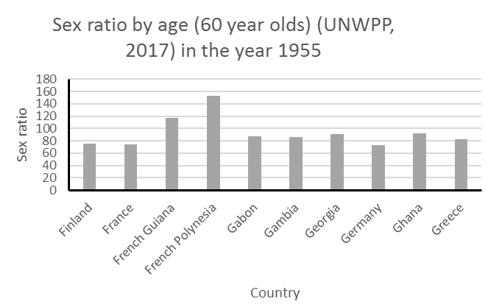 Sex ratio by age (60 year olds) (UNWPP,
2017) in the year 1955
180
160
140
120
100
80
60
40
20
0
Sex ratio
Finland
France
French Guiana
French Polynesia
Gabon
Gambia
Georgia
Germany
Ghana
Greece
Country